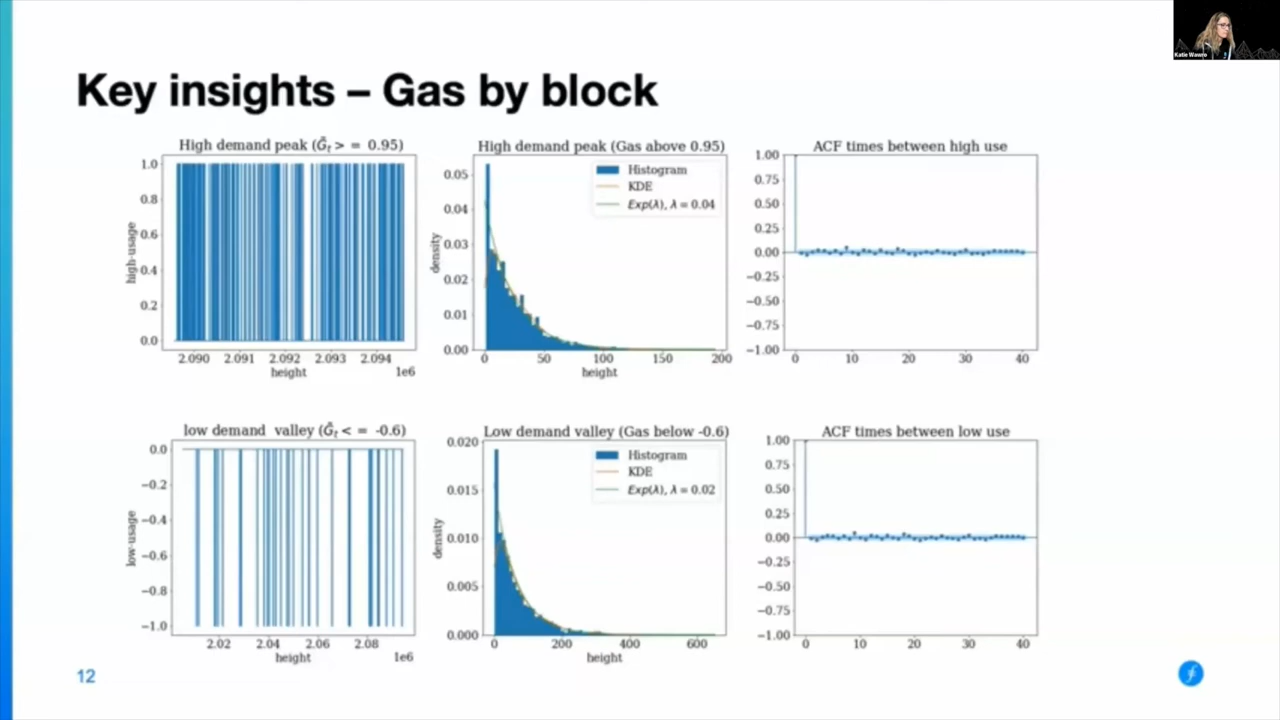 Katie Wawro
Key insights – Gas by block
High demand peak (G̃t > = 0.95)
1.0
0.8
0.6
0.4
0.2
0.0
high-usage
2.090 2.091 2.092 2.093 2.094
height
1e6
High demand peak (Gas above 0.95)
Histogram
KDE
Exp(λ), λ = 0.04
0.05
0.04
0.03
0.02
0.01
0.00
density
0 50 100 150 200
height
ACF times between high use
1.00
0.75
0.50
0.25
0.00
−0.25
−0.50
−0.75
−1.00
0 10 20 30 40
low demand valley (G̃t < = -0.6)
0.0
−0.2
−0.4
−0.6
−0.8
−1.0
low-usage
2.02 2.04 2.06 2.08
height
1e6
Low demand valley (Gas below -0.6)
Histogram
KDE
Exp(λ), λ = 0.02
0.020
0.015
0.010
0.005
0.000
density
0 200 400 600
height
ACF times between low use
1.00
0.75
0.50
0.25
0.00
−0.25
−0.50
−0.75
−1.00
0 10 20 30 40
12